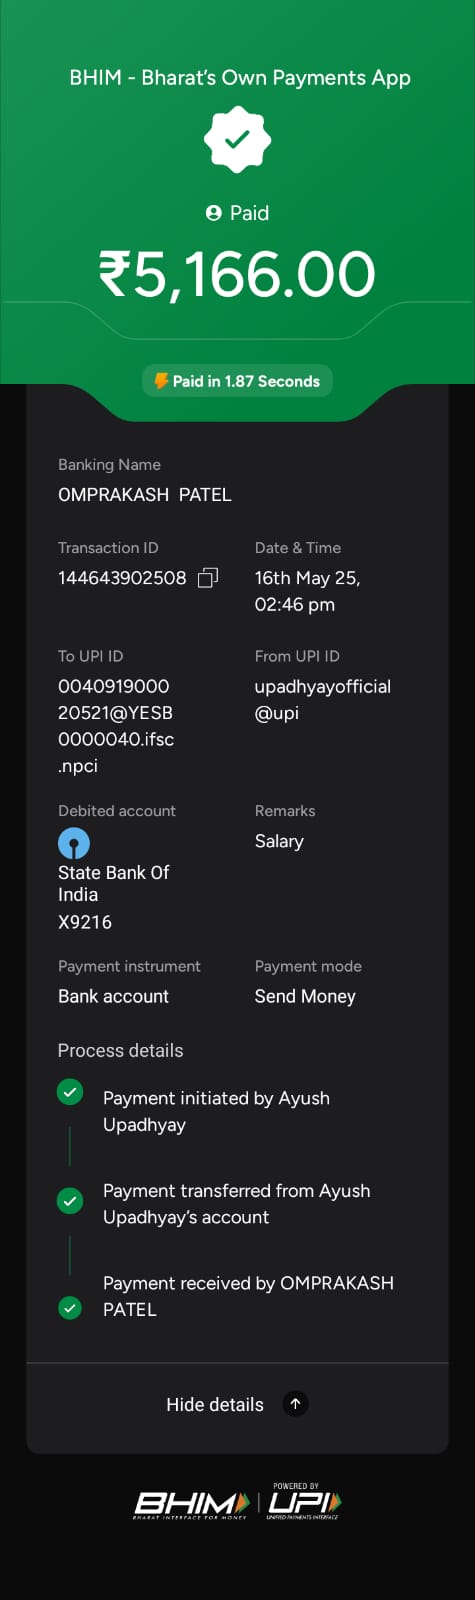 BHIM - Bharat's Own Payments App
Paid
₹5,166.00
Paid in 1.87 Seconds
Banking Name
OMPRAKASH PATEL
Transaction ID
144643902508
Date & Time
16th May 25,
02:46 pm
To UPI ID
0040919000
20521@YESB
0000040.ifsc
.npci
From UPI ID
upadhyayofficial
@upi
Debited account
State Bank Of
India
X9216
Remarks
Salary
Payment instrument
Bank account
Payment mode
Send Money
Process details
Payment initiated by Ayush
Upadhyay
Payment transferred from Ayush
Upadhyay's account
Payment received by OMPRAKASH
PATEL
Hide details
BHIM
BHARAT INTERFACE FOR MONEY
POWERED BY
UPI
UNIFIED PAYMENTS INTERFACE